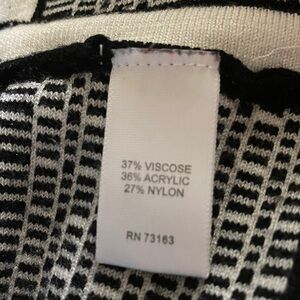 37% VISCOSE
36% ACRYLIC
27% NYLON
RN 73163